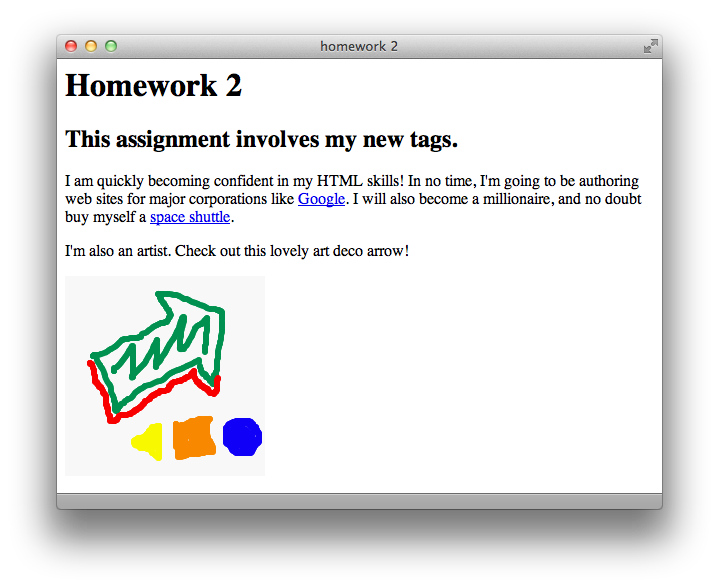 homework 2
Homework 2
This assignment involves my new tags.
I am quickly becoming confident in my HTML skills! In no time, I'm going to be authoring
web sites for major corporations like Google. I will also become a millionaire, and no doubt
buy myself a space shuttle.
I'm also an artist. Check out this lovely art deco arrow!